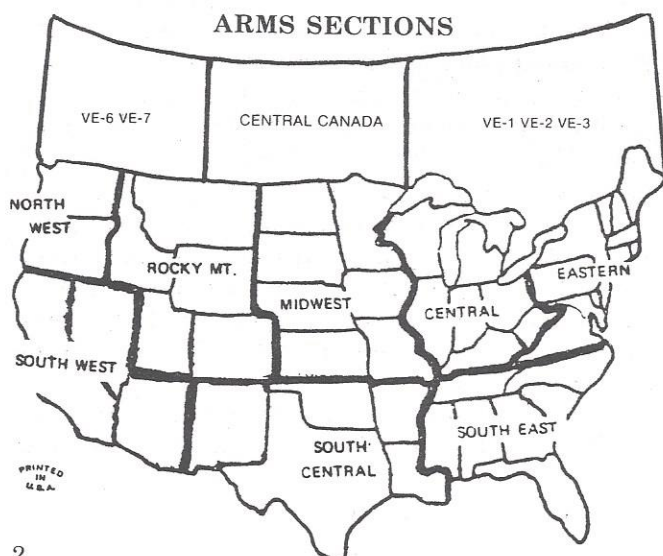 ARMS SECTIONS
VE-6 VE-7
CENTRAL CANADA
VE-1 VE-2 VE-3
NORTH
WEST
ROCKY MT.
MIDWEST
CENTRAL
EASTERN
SOUTH WEST
SOUTH
CENTRAL
SOUTH EAST
PRINTED
IN
U.S.A.
2